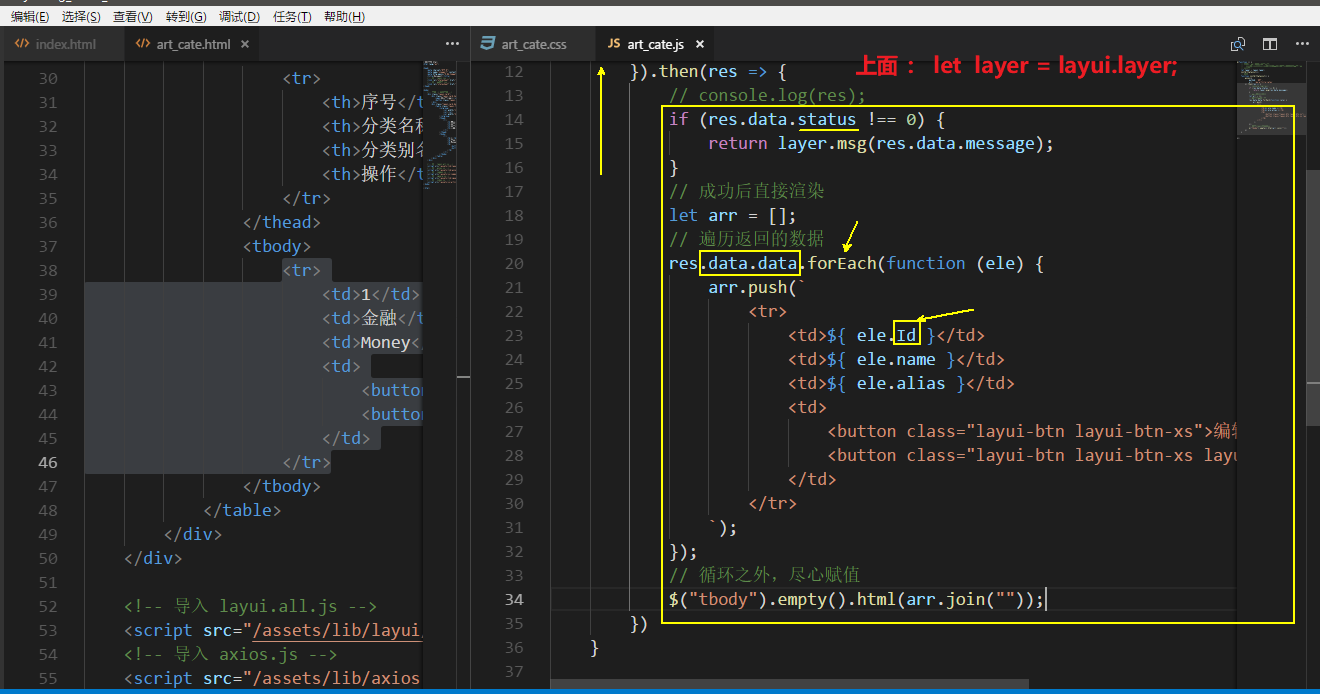 编辑(E) 选择(S) 查看(V) 转到(G) 调试(D) 任务(T) 帮助(H)
index.html art_cate.html × ···
30 <tr>
31 <th>序号</t
32 <th>分类名称
33 <th>分类别名
34 <th>操作</t
35 </tr>
36 </thead>
37 <tbody>
38 <tr>
39 <td>1</td>
40 <td>金融</t
41 <td>Money<
42 <td>
43 <button
44 <button
45 </td>
46 </tr>
47 </tbody>
48 </table>
49 </div>
50 </div>
51
52 <!-- 导入 layui.all.js -->
53 <script src="/assets/lib/layui
54 <!-- 导入 axios.js -->
55 <script src="/assets/lib/axios
art_cate.css JS art_cate.js × ···
上面： let layer = layui.layer;
12 }).then(res => {
13 // console.log(res);
14 if (res.data.status !== 0) {
15 return layer.msg(res.data.message);
16 }
17 // 成功后直接渲染
18 let arr = [];
19 // 遍历返回的数据
20 res.data.data.forEach(function (ele) {
21 arr.push(`
22 <tr>
23 <td>${ ele.Id }</td>
24 <td>${ ele.name }</td>
25 <td>${ ele.alias }</td>
26 <td>
27 <button class="layui-btn layui-btn-xs">编辑
28 <button class="layui-btn layui-btn-xs layu
29 </td>
30 </tr>
31 `);
32 });
33 // 循环之外，尽心赋值
34 $("tbody").empty().html(arr.join(""));
35 })
36 }
37